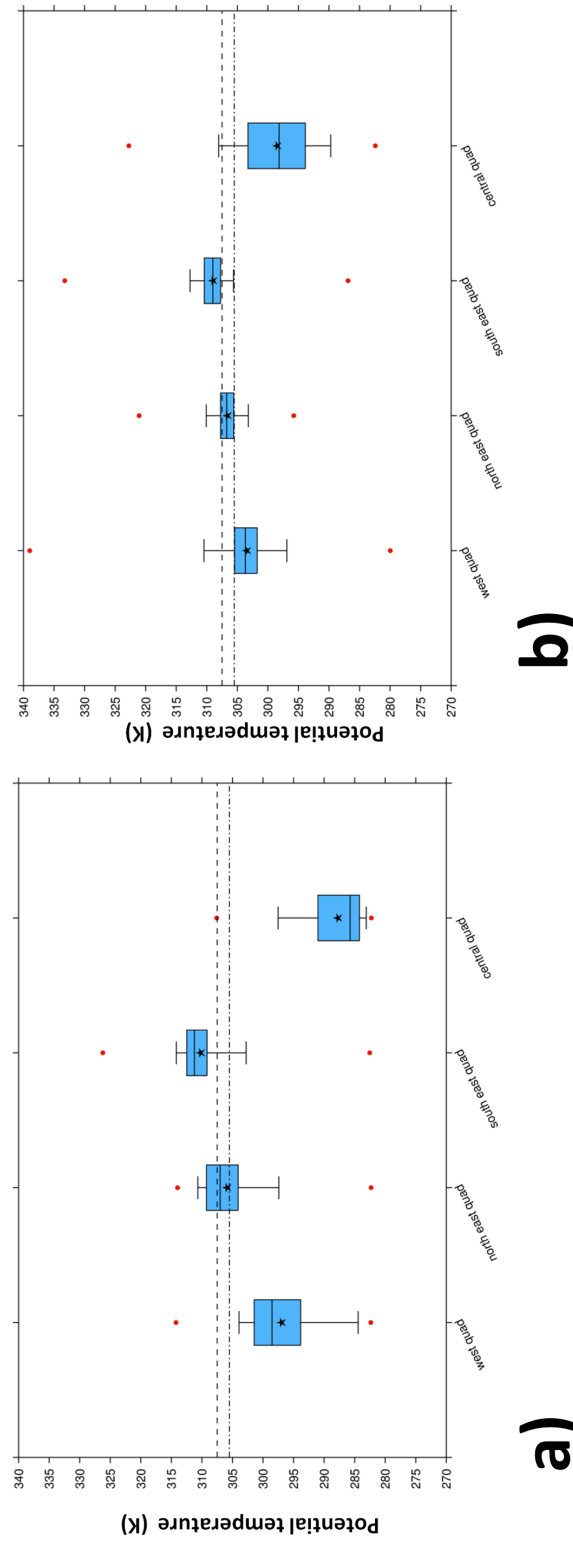 Potential temperature (K)
340
335
330
325
320
315
310
305
300
295
290
285
280
275
270
west quad
north east quad
south east quad
central quad
a)
Potential temperature (K)
340
335
330
325
320
315
310
305
300
295
290
285
280
275
270
west quad
north east quad
south east quad
central quad
b)